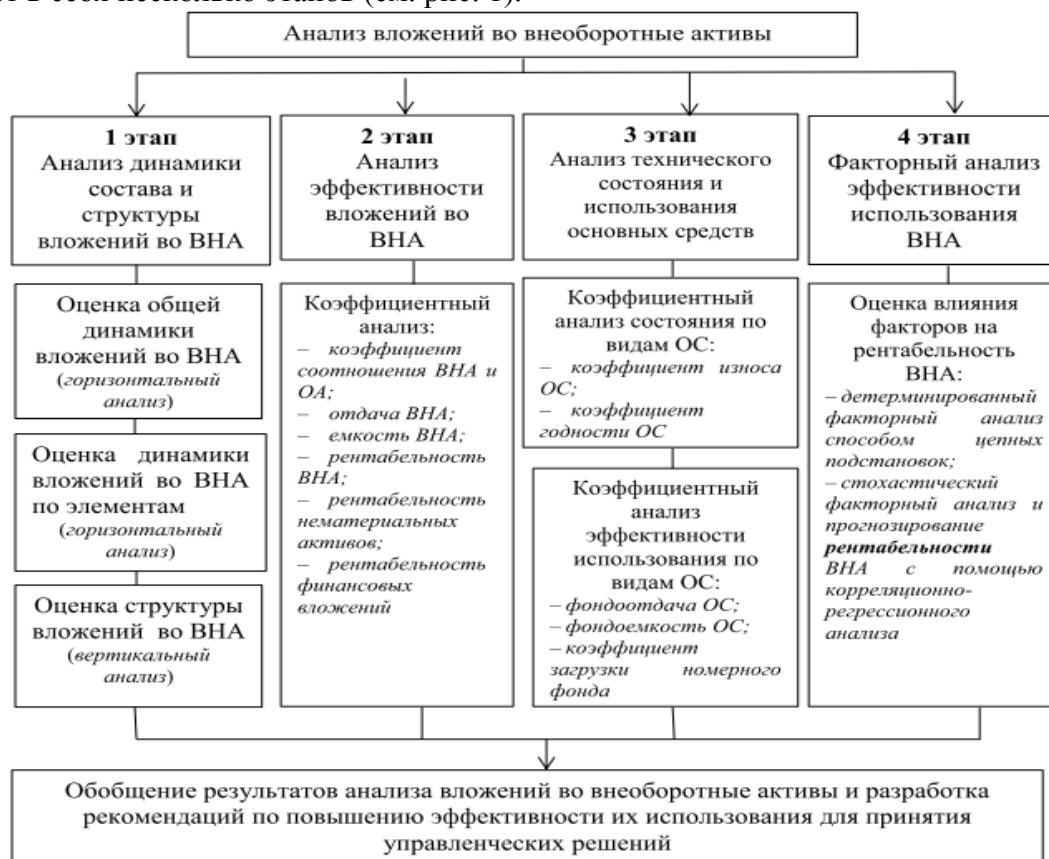 в себя несколько этапов (см. рис. 1).
Анализ вложений во внеоборотные активы
1 этап
Анализ динамики
состава и
структуры
вложений во ВНА
Оценка общей
динамики
вложений во ВНА
(горизонтальный
анализ)
Оценка динамики
вложений во ВНА
по элементам
(горизонтальный
анализ)
Оценка структуры
вложений во ВНА
(вертикальный
анализ)
2 этап
Анализ
эффективности
вложений во
ВНА
Коэффициентный
анализ:
– коэффициент
соотношения ВНА и
ОА;
– отдача ВНА;
– емкость ВНА;
– рентабельность
ВНА;
– рентабельность
нематериальных
активов;
– рентабельность
финансовых
вложений
3 этап
Анализ технического
состояния и
использования
основных средств
Коэффициентный
анализ состояния по
видам ОС:
– коэффициент износа
ОС;
– коэффициент
годности ОС
Коэффициентный
анализ
эффективности
использования по
видам ОС:
– фондоотдача ОС;
– фондоемкость ОС;
– коэффициент
загрузки номерного
фонда
4 этап
Факторный анализ
эффективности
использования
ВНА
Оценка влияния
факторов на
рентабельность
ВНА:
– детерминированный
факторный анализ
способом цепных
подстановок;
– стохастический
факторный анализ и
прогнозирование
рентабельности
ВНА с помощью
корреляционно-
регрессионного
анализа
Обобщение результатов анализа вложений во внеоборотные активы и разработка
рекомендаций по повышению эффективности их использования для принятия
управленческих решений